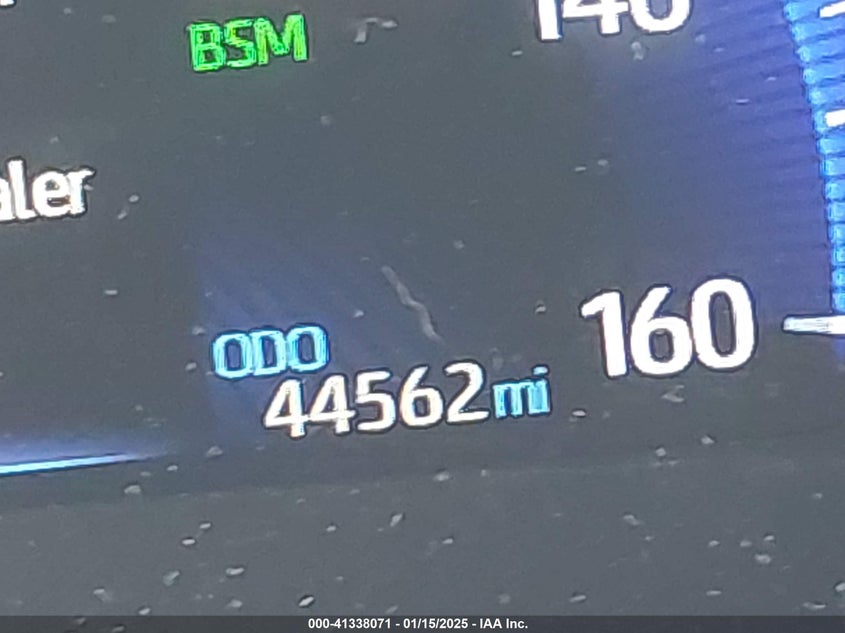 BSM
140
aler
160
ODO
44562mi
000-41338071 - 01/15/2025 - IAA Inc.